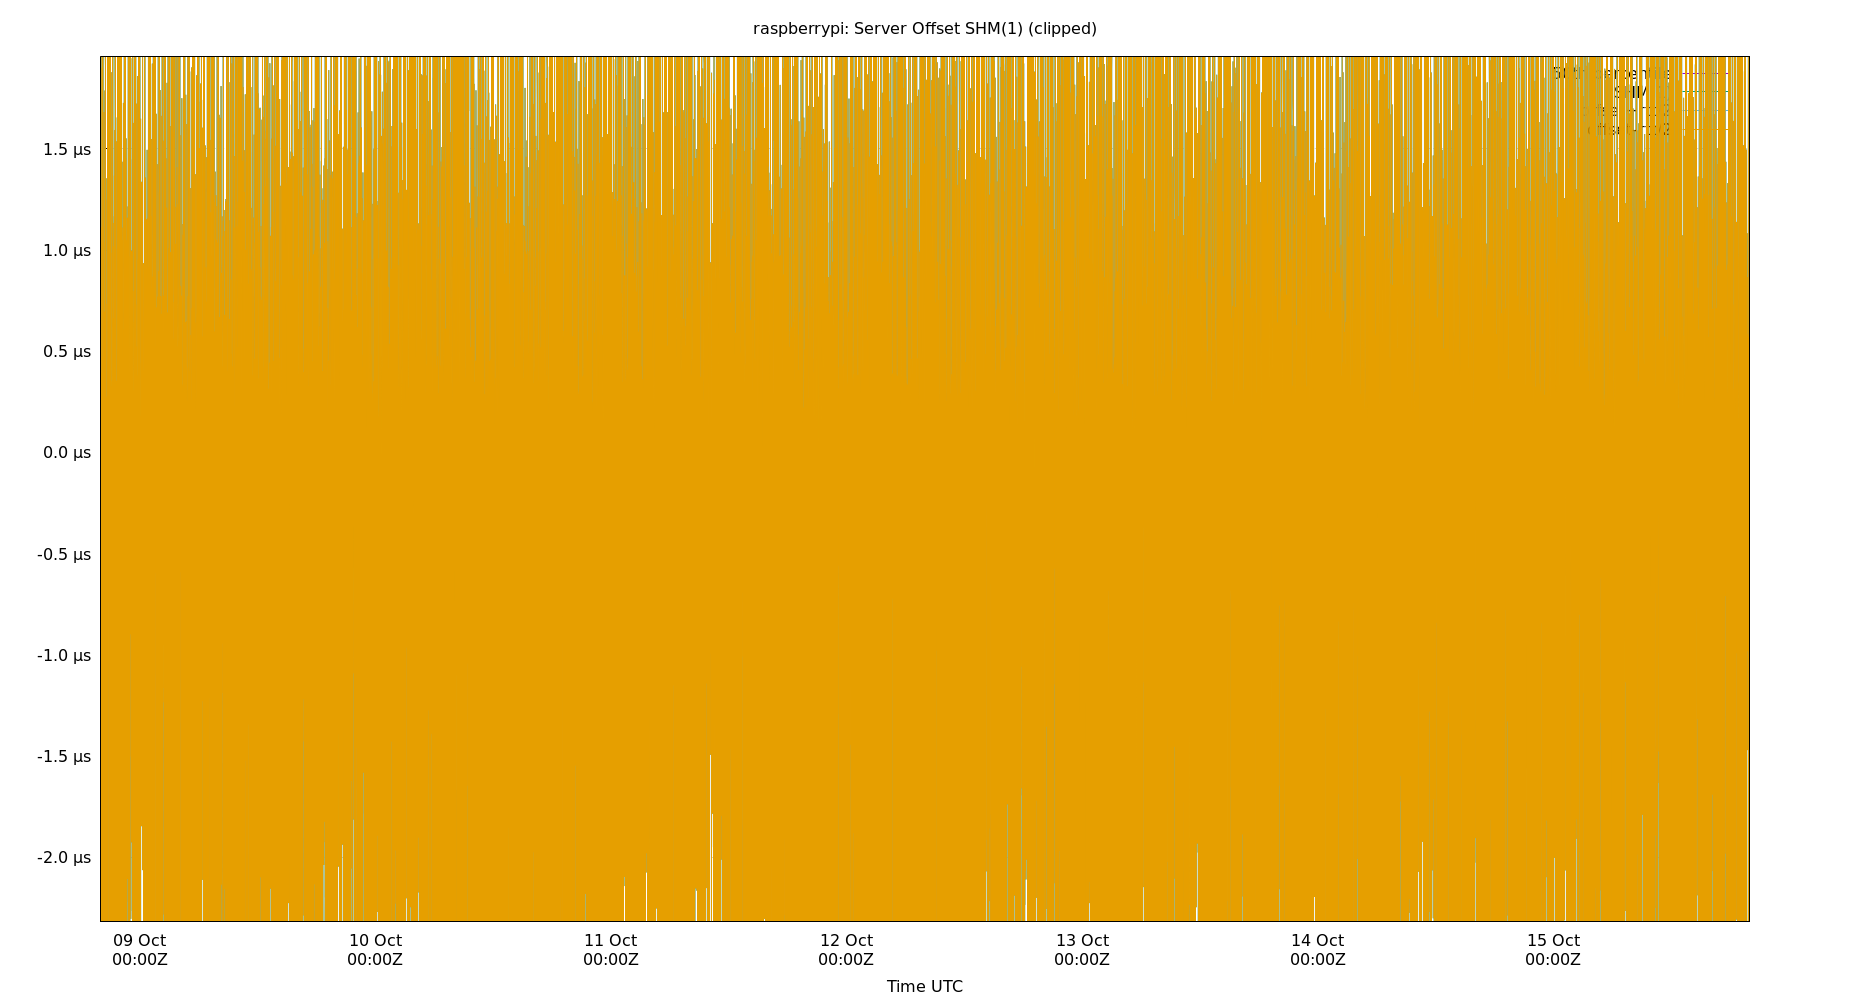 raspberrypi: Server Offset SHM(1) (clipped)
1.5 µs
1.0 µs
0.5 µs
0.0 µs
-0.5 µs
-1.0 µs
-1.5 µs
-2.0 µs
09 Oct 10 Oct 11 Oct 12 Oct 13 Oct 14 Oct 15 Oct
00:00Z 00:00Z 00:00Z 00:00Z 00:00Z 00:00Z 00:00Z
Time UTC